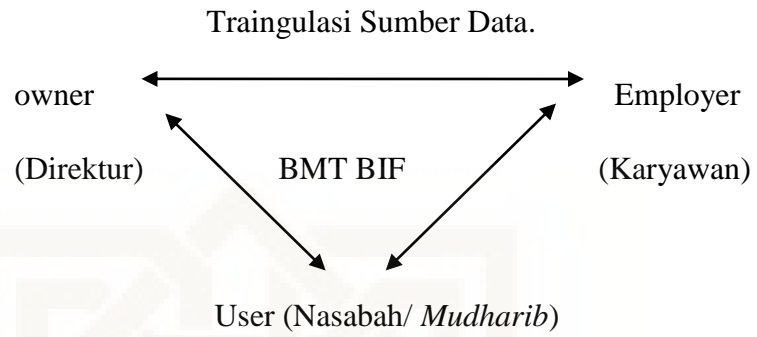 Traingulasi Sumber Data.
owner Employer
(Direktur) BMT BIF (Karyawan)
User (Nasabah/ Mudharib)